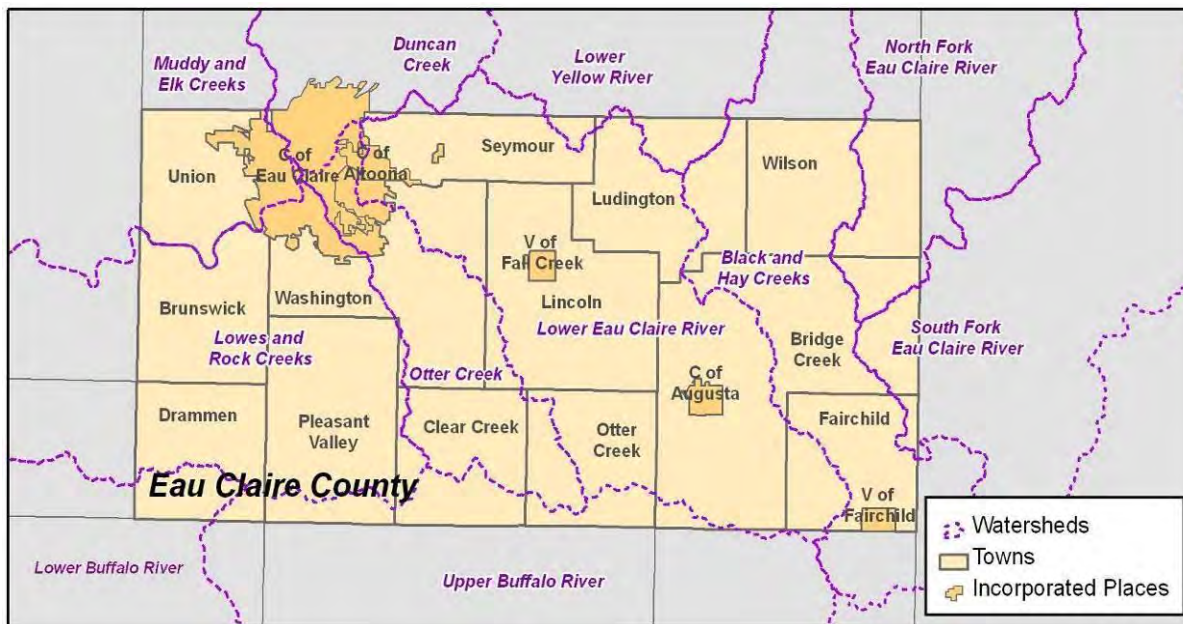 Muddy and
Elk Creeks
Duncan
Creek
Lower
Yellow River
North Fork
Eau Claire River
Union
C of
Eau Claire
C of
Altoona
Seymour
Ludington
Wilson
V of
Fall Creek
Black and
Hay Creeks
Brunswick
Washington
Lincoln
Lowes and
Rock Creeks
Lower Eau Claire River
Bridge
Creek
South Fork
Eau Claire River
Otter Creek
C of
Augusta
Drammen
Pleasant
Valley
Clear Creek
Otter
Creek
Fairchild
Eau Claire County
V of
Fairchild
Lower Buffalo River
Upper Buffalo River
Watersheds
Towns
Incorporated Places